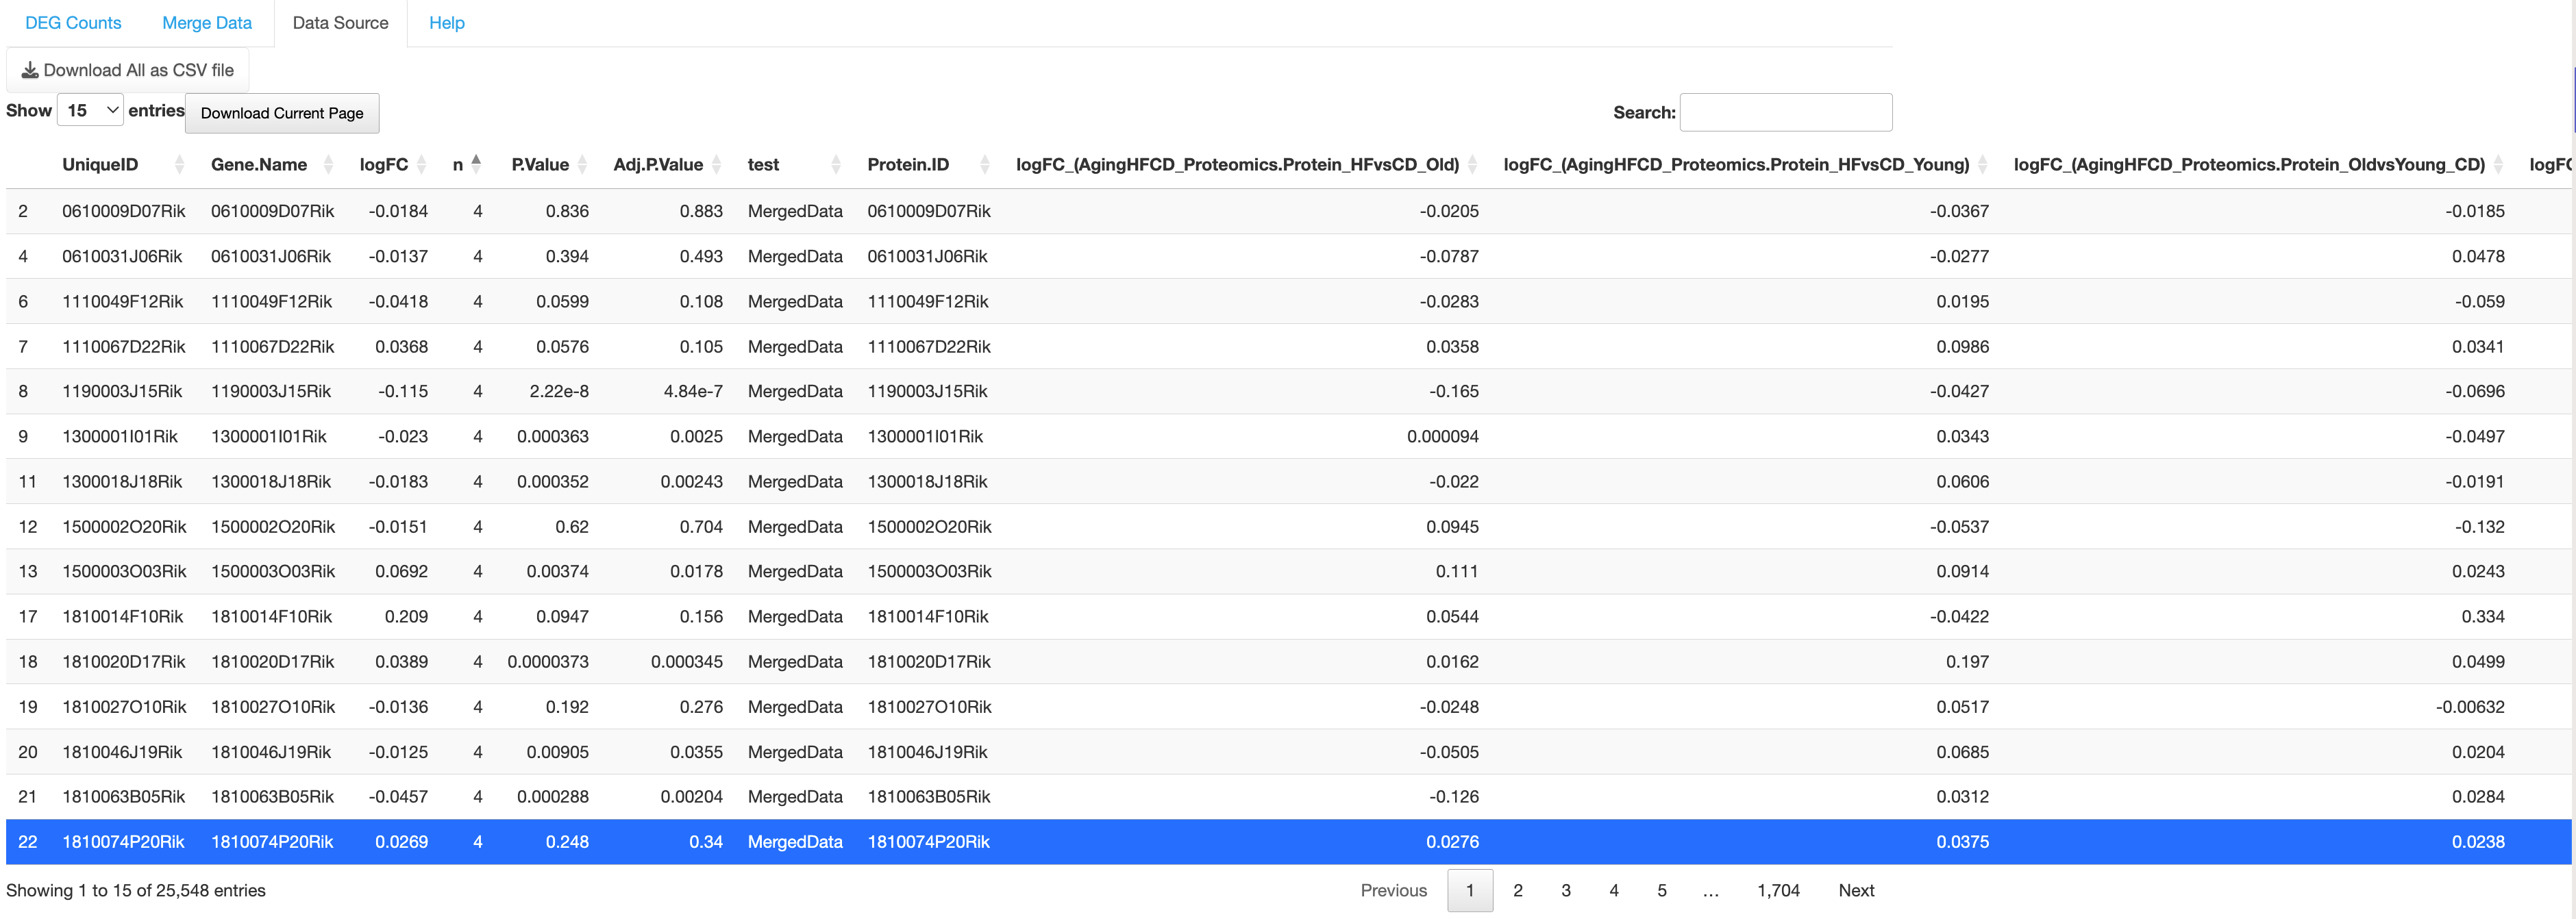 DEG Counts Merge Data Data Source Help
Download All as CSV file
Show 15 entries Download Current Page Search:
UniqueID Gene.Name logFC n P.Value Adj.P.Value test Protein.ID logFC_(AgingHFCD_Proteomics.Protein_HFvsCD_Old) logFC_(AgingHFCD_Proteomics.Protein_HFvsCD_Young) logFC_(AgingHFCD_Proteomics.Protein_OldvsYoung_CD)
2 0610009D07Rik 0610009D07Rik -0.0184 4 0.836 0.883 MergedData 0610009D07Rik -0.0205 -0.0367 -0.0185
4 0610031J06Rik 0610031J06Rik -0.0137 4 0.394 0.493 MergedData 0610031J06Rik -0.0787 -0.0277 0.0478
6 1110049F12Rik 1110049F12Rik -0.0418 4 0.0599 0.108 MergedData 1110049F12Rik -0.0283 0.0195 -0.059
7 1110067D22Rik 1110067D22Rik 0.0368 4 0.0576 0.105 MergedData 1110067D22Rik 0.0358 0.0986 0.0341
8 1190003J15Rik 1190003J15Rik -0.115 4 2.22e-8 4.84e-7 MergedData 1190003J15Rik -0.165 -0.0427 -0.0696
9 1300001I01Rik 1300001I01Rik -0.023 4 0.000363 0.0025 MergedData 1300001I01Rik 0.000094 0.0343 -0.0497
11 1300018J18Rik 1300018J18Rik -0.0183 4 0.000352 0.00243 MergedData 1300018J18Rik -0.022 0.0606 -0.0191
12 1500002O20Rik 1500002O20Rik -0.0151 4 0.62 0.704 MergedData 1500002O20Rik 0.0945 -0.0537 -0.132
13 1500003O03Rik 1500003O03Rik 0.0692 4 0.00374 0.0178 MergedData 1500003O03Rik 0.111 0.0914 0.0243
17 1810014F10Rik 1810014F10Rik 0.209 4 0.0947 0.156 MergedData 1810014F10Rik 0.0544 -0.0422 0.334
18 1810020D17Rik 1810020D17Rik 0.0389 4 0.0000373 0.000345 MergedData 1810020D17Rik 0.0162 0.197 0.0499
19 1810027O10Rik 1810027O10Rik -0.0136 4 0.192 0.276 MergedData 1810027O10Rik -0.0248 0.0517 -0.00632
20 1810046J19Rik 1810046J19Rik -0.0125 4 0.00905 0.0355 MergedData 1810046J19Rik -0.0505 0.0685 0.0204
21 1810063B05Rik 1810063B05Rik -0.0457 4 0.000288 0.00204 MergedData 1810063B05Rik -0.126 0.0312 0.0284
22 1810074P20Rik 1810074P20Rik 0.0269 4 0.248 0.34 MergedData 1810074P20Rik 0.0276 0.0375 0.0238
Showing 1 to 15 of 25,548 entries Previous 1 2 3 4 5 … 1,704 Next